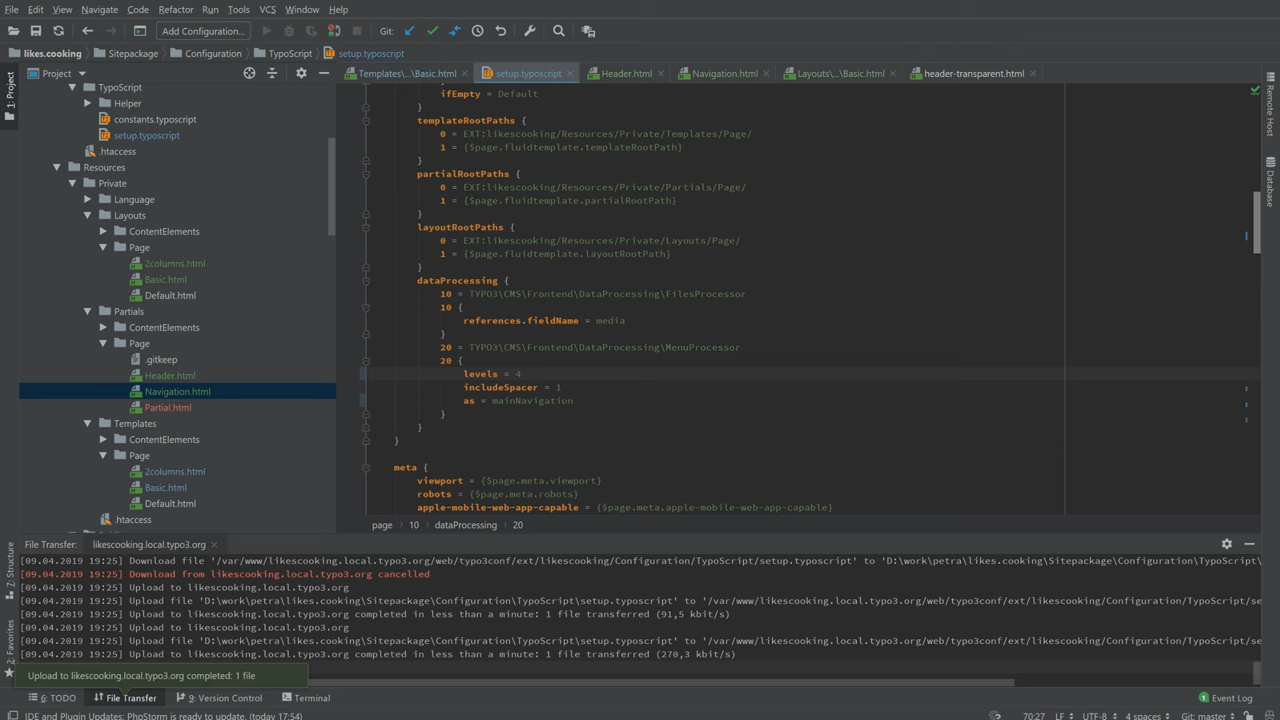 File Edit View Navigate Code Refactor Run Tools VCS Window Help
Add Configuration... Git:
likes.cooking Sitepackage Configuration TypoScript setup.typoscript
1: Project
Project
Templates\...\Basic.html setup.typoscript Header.html Navigation.html Layouts\...\Basic.html header-transparent.html
TypoScript
Helper
constants.typoscript
setup.typoscript
.htaccess
Resources
Private
Language
Layouts
ContentElements
Page
2columns.html
Basic.html
Default.html
Partials
ContentElements
Page
.gitkeep
Header.html
Navigation.html
Partial.html
Templates
ContentElements
Page
2columns.html
Basic.html
Default.html
.htaccess
ifEmpty = Default
}
templateRootPaths {
0 = EXT:likescooking/Resources/Private/Templates/Page/
1 = {$page.fluidtemplate.templateRootPath}
}
partialRootPaths {
0 = EXT:likescooking/Resources/Private/Partials/Page/
1 = {$page.fluidtemplate.partialRootPath}
}
layoutRootPaths {
0 = EXT:likescooking/Resources/Private/Layouts/Page/
1 = {$page.fluidtemplate.layoutRootPath}
}
dataProcessing {
10 = TYPO3\CMS\Frontend\DataProcessing\FilesProcessor
10 {
references.fieldName = media
}
20 = TYPO3\CMS\Frontend\DataProcessing\MenuProcessor
20 {
levels = 4
includeSpacer = 1
as = mainNavigation
}
}
}
meta {
viewport = {$page.meta.viewport}
robots = {$page.meta.robots}
apple-mobile-web-app-capable = {$page.meta.apple-mobile-web-app-capable}
page 10 dataProcessing 20
Remote Host
Database
File Transfer: likescooking.local.typo3.org
[09.04.2019 19:25] Download file '/var/www/likescooking.local.typo3.org/web/typo3conf/ext/likescooking/Configuration/TypoScript/setup.typoscript' to 'D:\work\petra\likes.cooking\Sitepackage\Configuration\TypoScript\
[09.04.2019 19:25] Download from likescooking.local.typo3.org cancelled
[09.04.2019 19:25] Upload to likescooking.local.typo3.org
[09.04.2019 19:25] Upload file 'D:\work\petra\likes.cooking\Sitepackage\Configuration\TypoScript\setup.typoscript' to '/var/www/likescooking.local.typo3.org/web/typo3conf/ext/likescooking/Configuration/TypoScript/se
[09.04.2019 19:25] Upload to likescooking.local.typo3.org completed in less than a minute: 1 file transferred (91,5 kbit/s)
[09.04.2019 19:25] Upload to likescooking.local.typo3.org
[09.04.2019 19:25] Upload file 'D:\work\petra\likes.cooking\Sitepackage\Configuration\TypoScript\setup.typoscript' to '/var/www/likescooking.local.typo3.org/web/typo3conf/ext/likescooking/Configuration/TypoScript/se
[09.04.2019 19:25] Upload to likescooking.local.typo3.org completed in less than a minute: 1 file transferred (270,3 kbit/s)
Z: Structure
2: Favorites
Upload to likescooking.local.typo3.org completed: 1 file
6: TODO File Transfer 9: Version Control Terminal Event Log
IDE and Plugin Updates: PhpStorm is ready to update. (today 17:54) 70:27 LF UTF-8 4 spaces Git: master